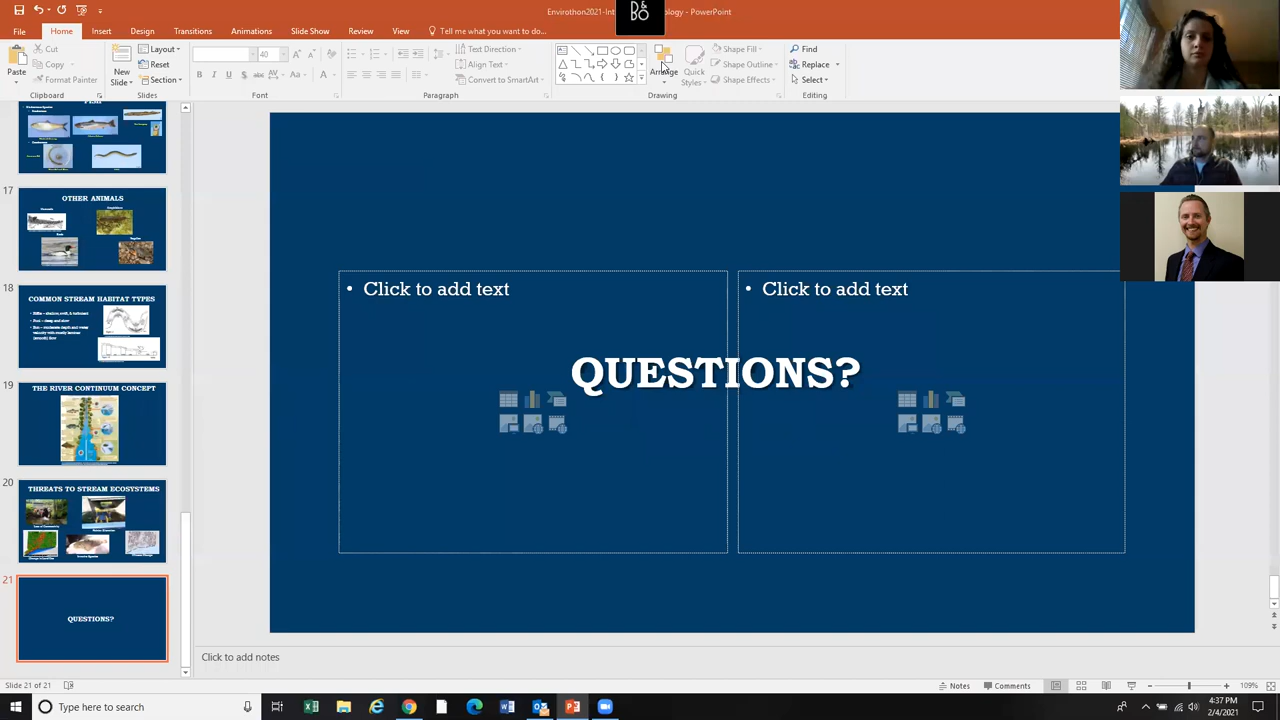 Envirothon2021-Int
ology - PowerPoint
B&
BO
File
Home
Insert
Design
Transitions
Animations
Slide Show
Review
View
Tell me what you want to do...
Paste
Cut
Copy
Format Painter
Clipboard
New
Slide
Layout
Reset
Section
Slides
40
Font
Text Direction
Align Text
Convert to SmartArt
Paragraph
Arrange
Quick
Styles
Shape Fill
Shape Outline
Shape Effects
Drawing
Find
Replace
Select
Editing
FISH
17
OTHER ANIMALS
18
COMMON STREAM HABITAT TYPES
19
THE RIVER CONTINUUM CONCEPT
20
THREATS TO STREAM ECOSYSTEMS
21
QUESTIONS?
• Click to add text
• Click to add text
QUESTIONS?
Click to add notes
Slide 21 of 21
Notes
Comments
109%
Type here to search
4:37 PM
2/4/2021